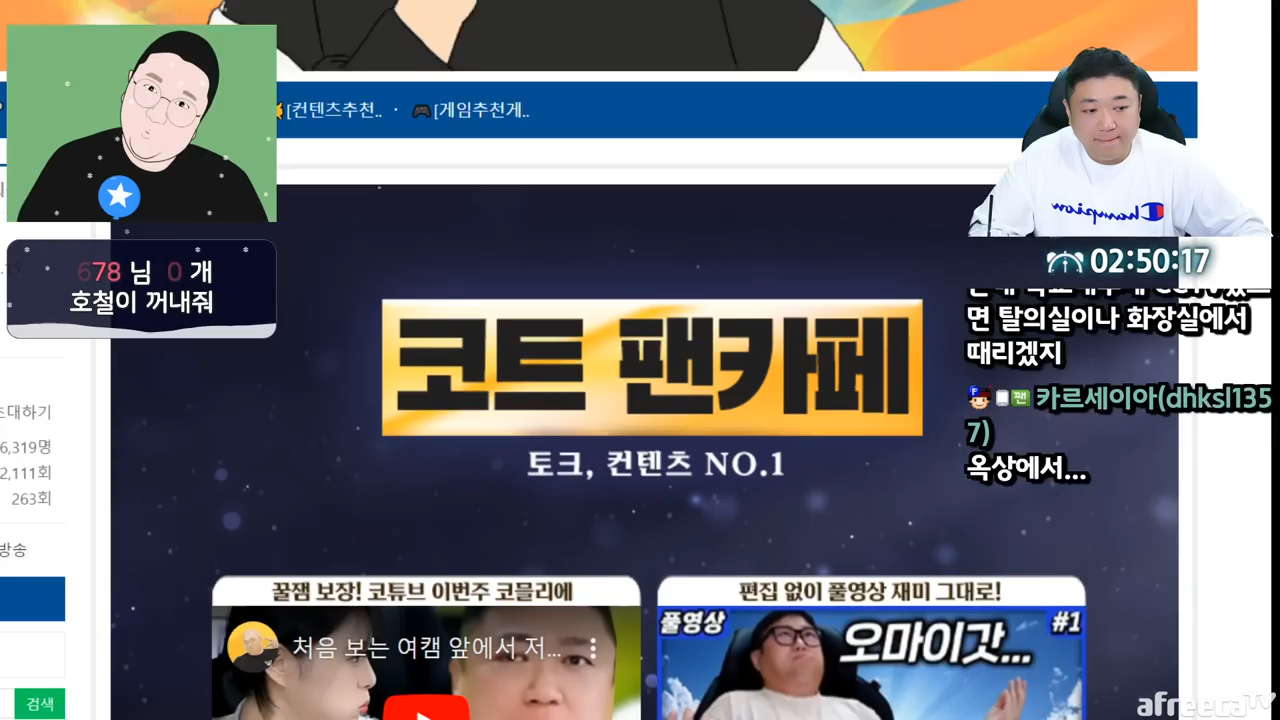 [컨텐츠추천.. · [게임추천게..
678 님 0 개
호철이 꺼내줘
Champion
02:50:17
면 탈의실이나 화장실에서
때리겠지
팬 카르세이아(dhksl135
7)
옥상에서...
코트 팬카페
토크, 컨텐츠 NO.1
초대하기
6,319명
2,111회
263회
방송
검색
꿀잼 보장! 코튜브 이번주 코믈리에
처음 보는 여캠 앞에서 저...
편집 없이 풀영상 재미 그대로!
풀영상
오마이갓...
#1
afreecaTV